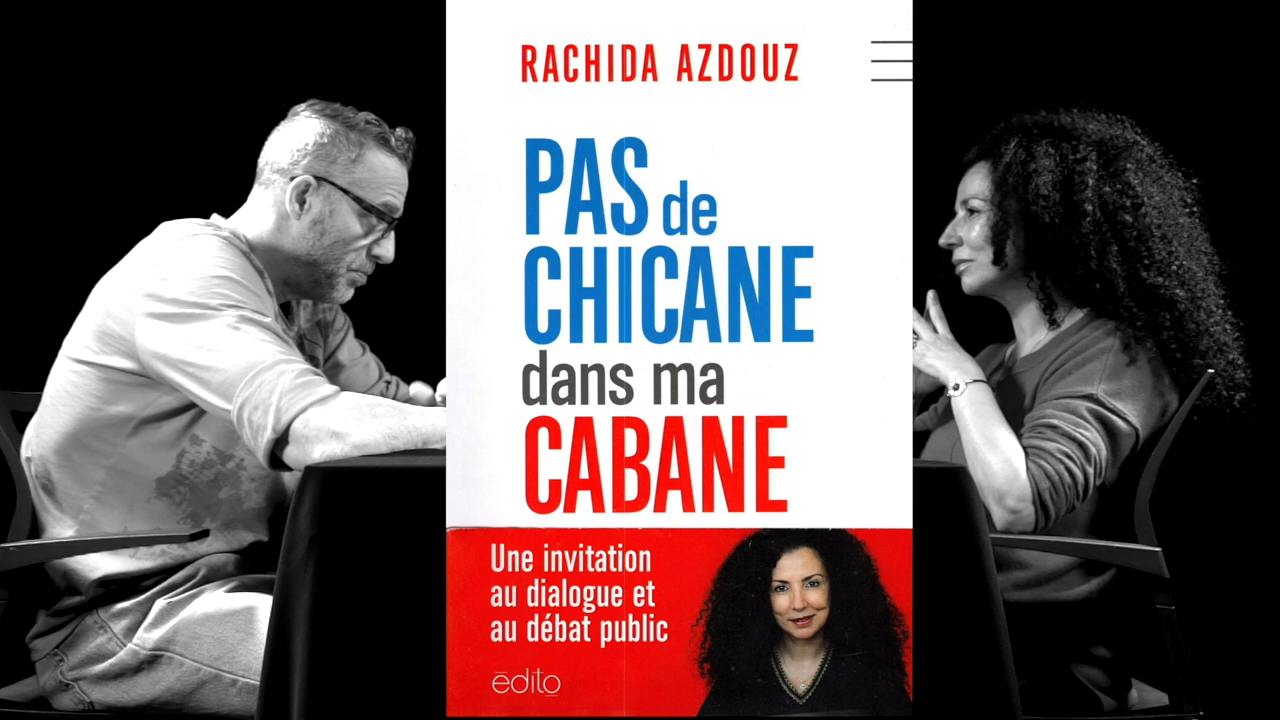 RACHIDA AZDOUZ
PAS de
CHICANE
dans ma
CABANE
Une invitation
au dialogue et
au débat public
édito